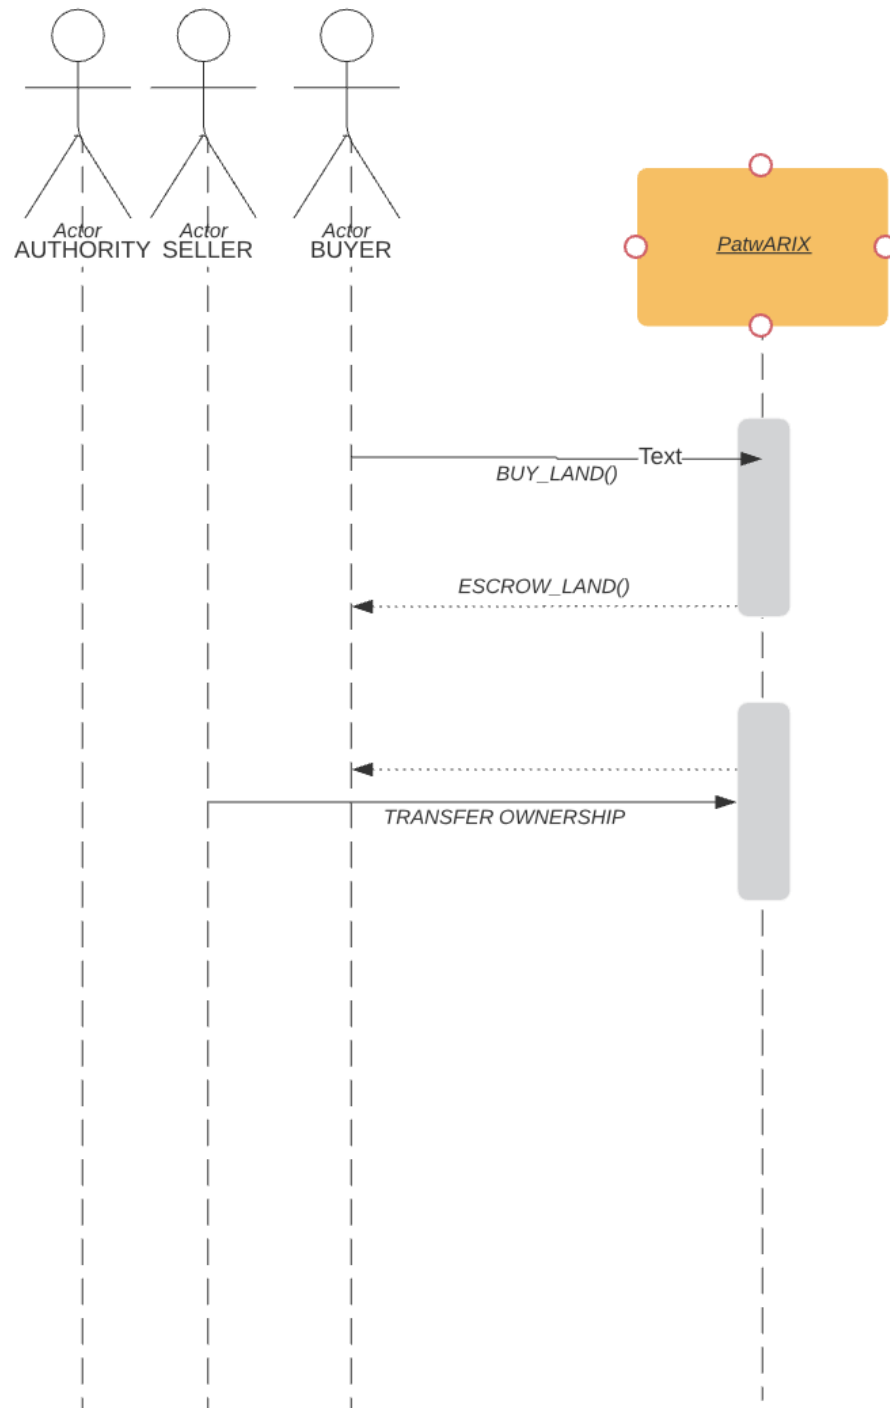 Actor
AUTHORITY
Actor
SELLER
Actor
BUYER
PatwARIX
Text
BUY_LAND()
ESCROW_LAND()
TRANSFER OWNERSHIP